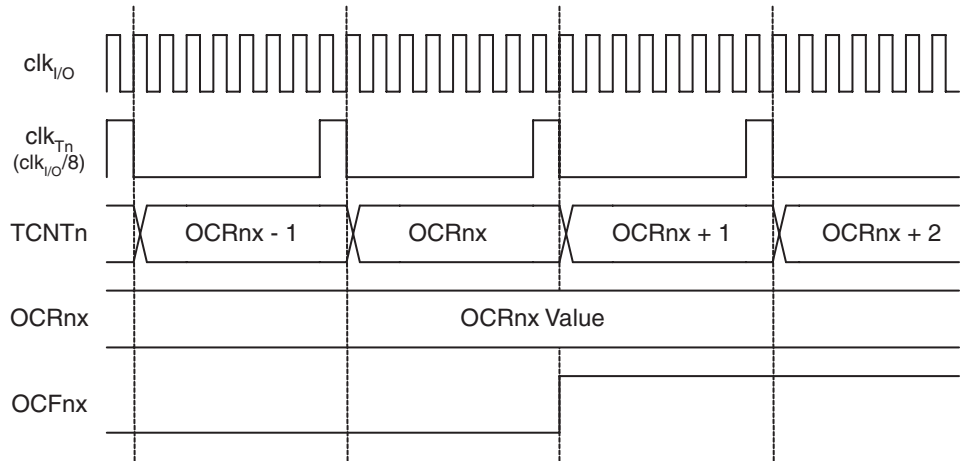 clkI/O
clkTn
(clkI/O/8)
TCNTn
OCRnx - 1
OCRnx
OCRnx + 1
OCRnx + 2
OCRnx
OCRnx Value
OCFnx